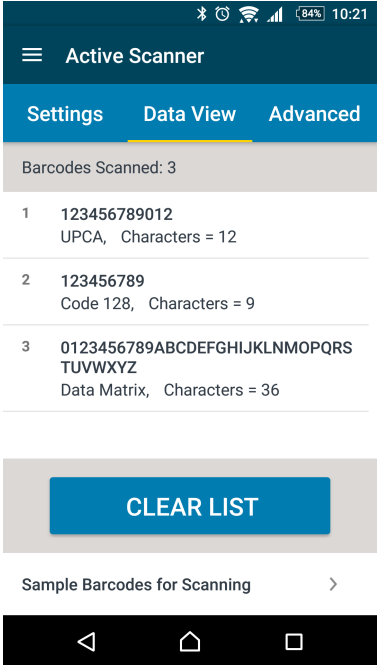 84% 10:21
Active Scanner
Settings Data View Advanced
Barcodes Scanned: 3
1 123456789012
UPCA, Characters = 12
2 123456789
Code 128, Characters = 9
3 0123456789ABCDEFGHIJKLNMOPQRS
TUVWXYZ
Data Matrix, Characters = 36
CLEAR LIST
Sample Barcodes for Scanning